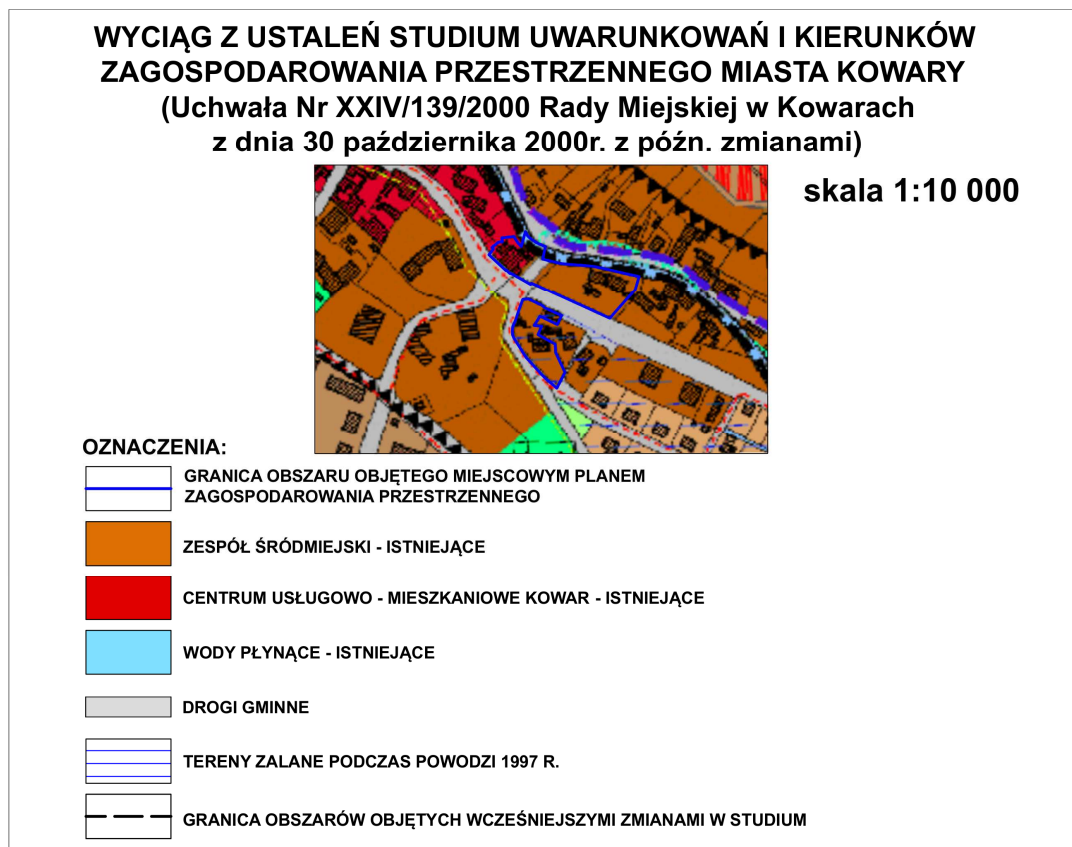 WYCIĄG Z USTALEŃ STUDIUM UWARUNKOWAŃ I KIERUNKÓW
ZAGOSPODAROWANIA PRZESTRZENNEGO MIASTA KOWARY
(Uchwała Nr XXIV/139/2000 Rady Miejskiej w Kowarach
z dnia 30 października 2000r. z późn. zmianami)
skala 1:10 000
OZNACZENIA:
GRANICA OBSZARU OBJĘTEGO MIEJSCOWYM PLANEM
ZAGOSPODAROWANIA PRZESTRZENNEGO
ZESPÓŁ ŚRÓDMIEJSKI - ISTNIEJĄCE
CENTRUM USŁUGOWO - MIESZKANIOWE KOWAR - ISTNIEJĄCE
WODY PŁYNĄCE - ISTNIEJĄCE
DROGI GMINNE
TERENY ZALANE PODCZAS POWODZI 1997 R.
GRANICA OBSZARÓW OBJĘTYCH WCZEŚNIEJSZYMI ZMIANAMI W STUDIUM